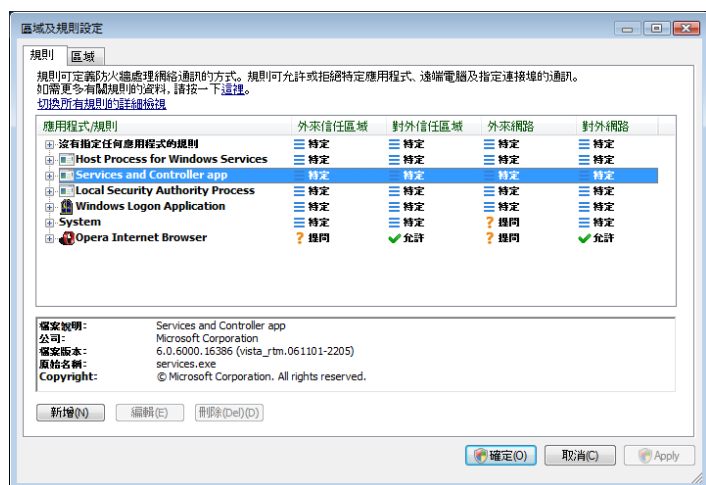 區域及規則設定
規則 區域
規則可定義防火牆處理網絡通訊的方式。規則可允許或拒絕特定應用程式、遠端電腦及指定連接埠的通訊。
如需更多有關規則的資料，請按一下這裡。
切換所有規則的詳細檢視
應用程式/規則 外來信任區域 對外信任區域 外來網路 對外網路
沒有指定任何應用程式的規則 特定 特定 特定 特定
Host Process for Windows Services 特定 特定 特定 特定
Services and Controller app 特定 特定 特定 特定
Local Security Authority Process 特定 特定 特定 特定
Windows Logon Application 特定 特定 特定 特定
System 特定 特定 ? 提問 特定
Opera Internet Browser ? 提問 允許 ? 提問 允許
檔案說明： Services and Controller app
公司： Microsoft Corporation
檔案版本： 6.0.6000.16386 (vista_rtm.061101-2205)
原始名稱： services.exe
Copyright: © Microsoft Corporation. All rights reserved.
新增(N) 編輯(E) 刪除(Del)(D)
確定(O) 取消(C) Apply